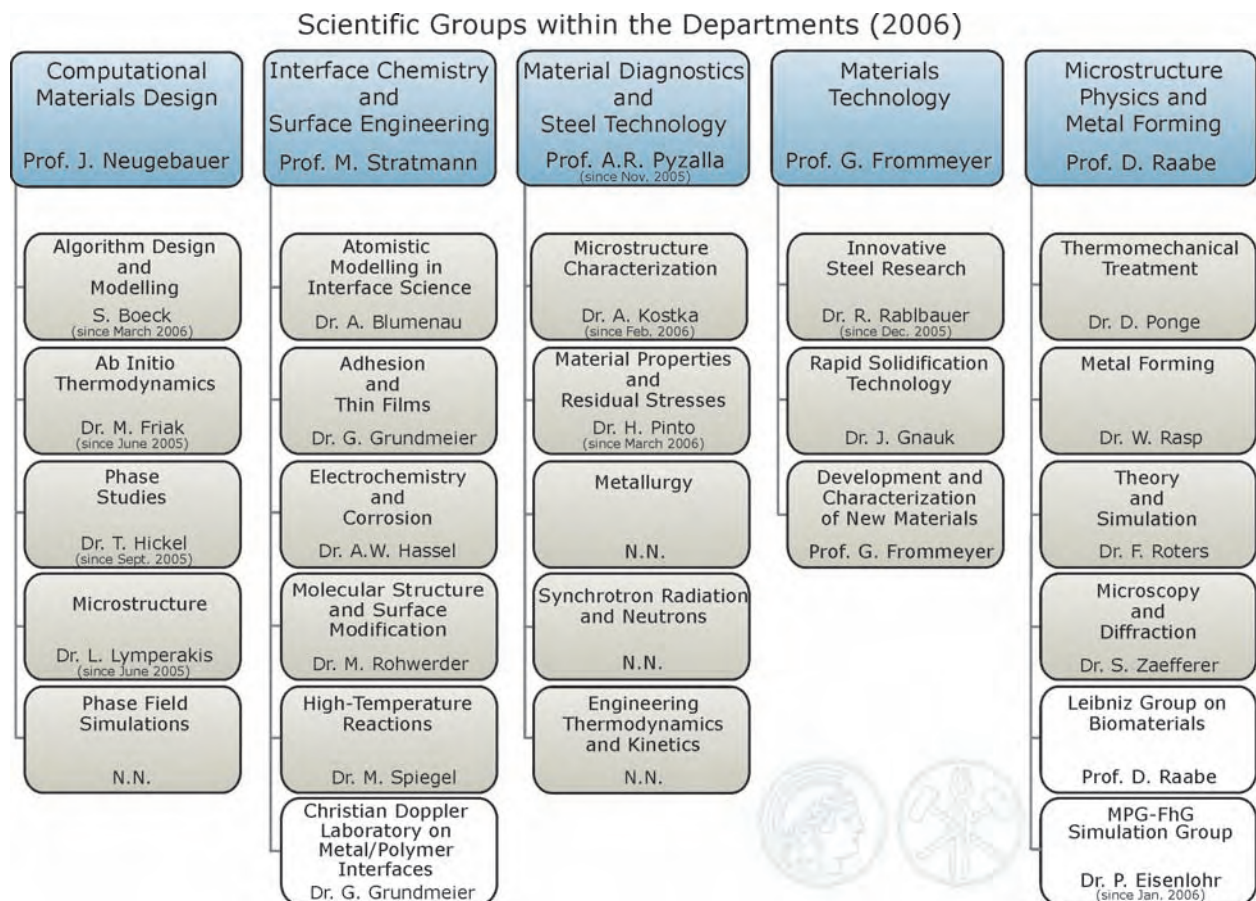 Scientific Groups within the Departments (2006)
Computational
Materials Design
Prof. J. Neugebauer
Algorithm Design
and
Modelling
S. Boeck
(since March 2006)
Ab Initio
Thermodynamics
Dr. M. Friak
(since June 2005)
Phase
Studies
Dr. T. Hickel
(since Sept. 2005)
Microstructure
Dr. L. Lymperakis
(since June 2005)
Phase Field
Simulations
N.N.
Interface Chemistry
and
Surface Engineering
Prof. M. Stratmann
Atomistic
Modelling in
Interface Science
Dr. A. Blumenau
Adhesion
and
Thin Films
Dr. G. Grundmeier
Electrochemistry
and
Corrosion
Dr. A.W. Hassel
Molecular Structure
and Surface
Modification
Dr. M. Rohwerder
High-Temperature
Reactions
Dr. M. Spiegel
Christian Doppler
Laboratory on
Metal/Polymer
Interfaces
Dr. G. Grundmeier
Material Diagnostics
and
Steel Technology
Prof. A.R. Pyzalla
(since Nov. 2005)
Microstructure
Characterization
Dr. A. Kostka
(since Feb. 2006)
Material Properties
and
Residual Stresses
Dr. H. Pinto
(since March 2006)
Metallurgy
N.N.
Synchrotron Radiation
and Neutrons
N.N.
Engineering
Thermodynamics
and Kinetics
N.N.
Materials
Technology
Prof. G. Frommeyer
Innovative
Steel Research
Dr. R. Rablbauer
(since Dec. 2005)
Rapid Solidification
Technology
Dr. J. Gnauk
Development and
Characterization
of New Materials
Prof. G. Frommeyer
Microstructure
Physics and
Metal Forming
Prof. D. Raabe
Thermomechanical
Treatment
Dr. D. Ponge
Metal Forming
Dr. W. Rasp
Theory
and
Simulation
Dr. F. Roters
Microscopy
and
Diffraction
Dr. S. Zaefferer
Leibniz Group on
Biomaterials
Prof. D. Raabe
MPG-FhG
Simulation Group
Dr. P. Eisenlohr
(since Jan. 2006)